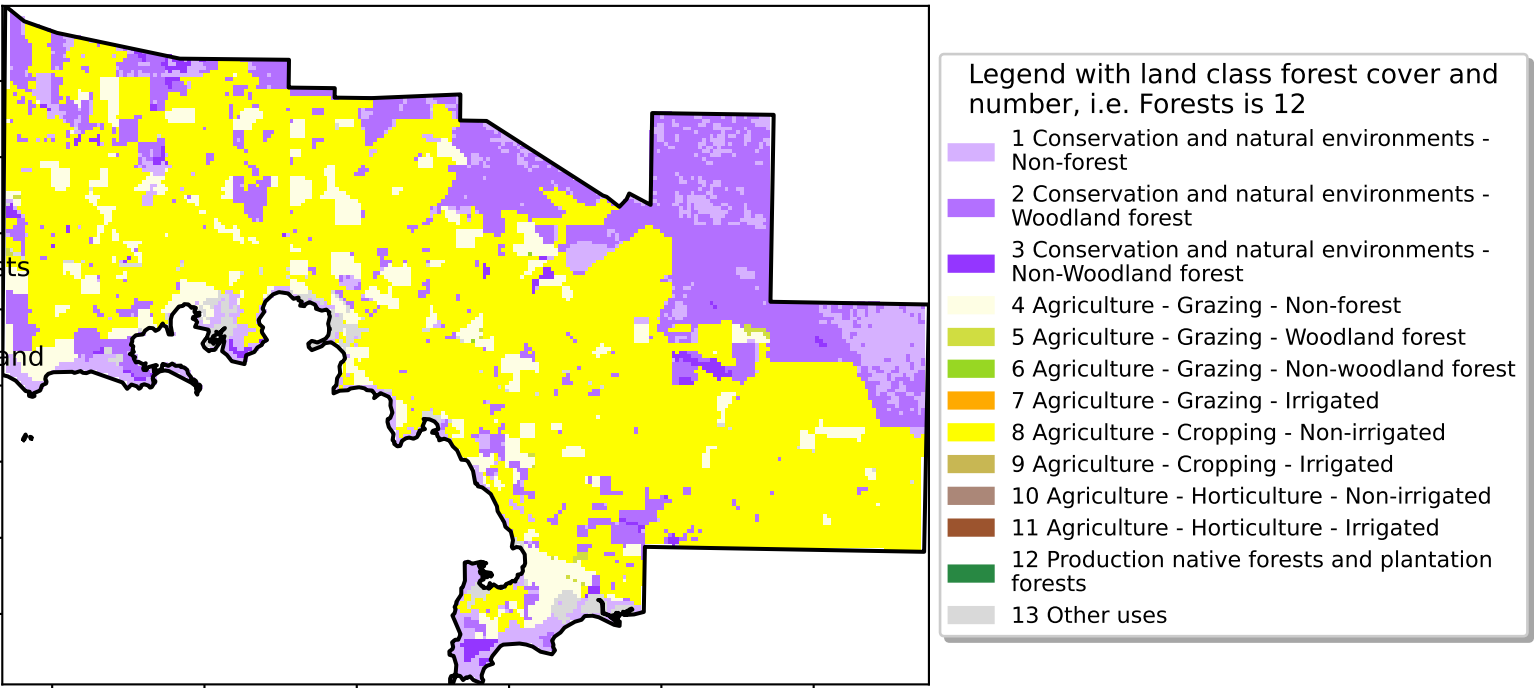 ts
and
Legend with land class forest cover and
number, i.e. Forests is 12
1 Conservation and natural environments -
Non-forest
2 Conservation and natural environments -
Woodland forest
3 Conservation and natural environments -
Non-Woodland forest
4 Agriculture - Grazing - Non-forest
5 Agriculture - Grazing - Woodland forest
6 Agriculture - Grazing - Non-woodland forest
7 Agriculture - Grazing - Irrigated
8 Agriculture - Cropping - Non-irrigated
9 Agriculture - Cropping - Irrigated
10 Agriculture - Horticulture - Non-irrigated
11 Agriculture - Horticulture - Irrigated
12 Production native forests and plantation
forests
13 Other uses